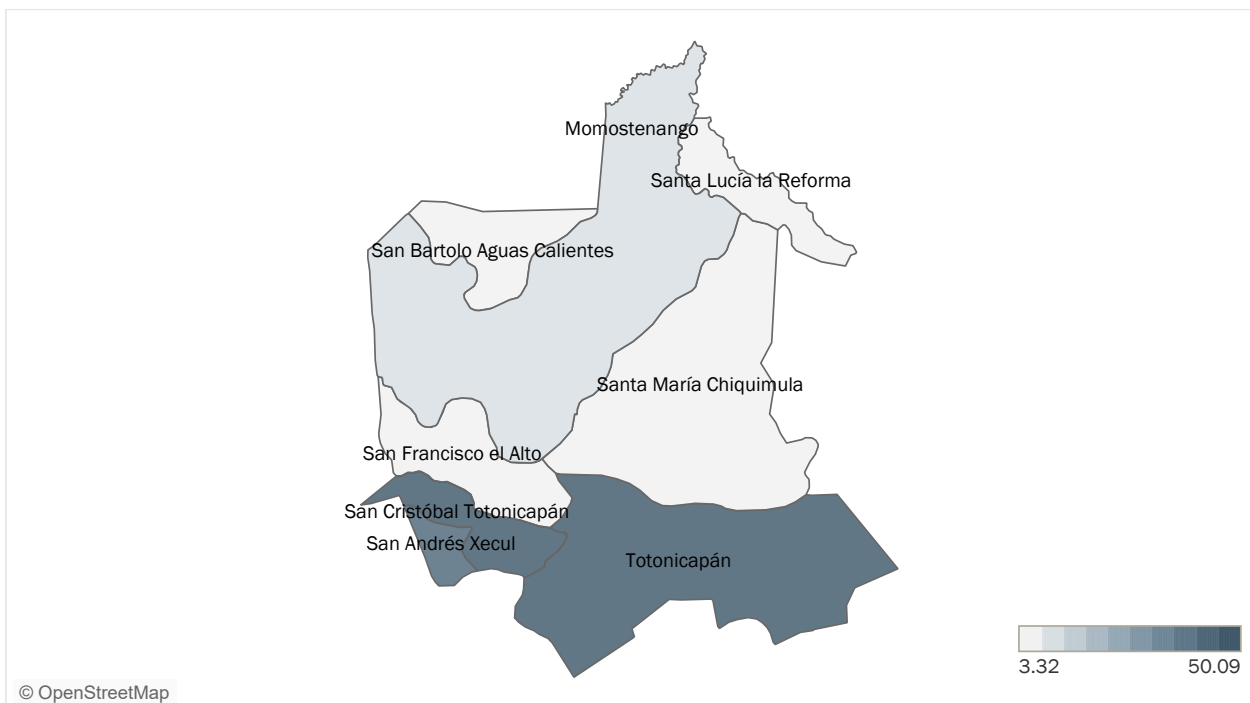 Momostenango
Santa Lucía la Reforma
San Bartolo Aguas Calientes
Santa María Chiquimula
San Francisco el Alto
San Cristóbal Totonicapán
San Andrés Xecul
Totonicapán
3.32
50.09
© OpenStreetMap